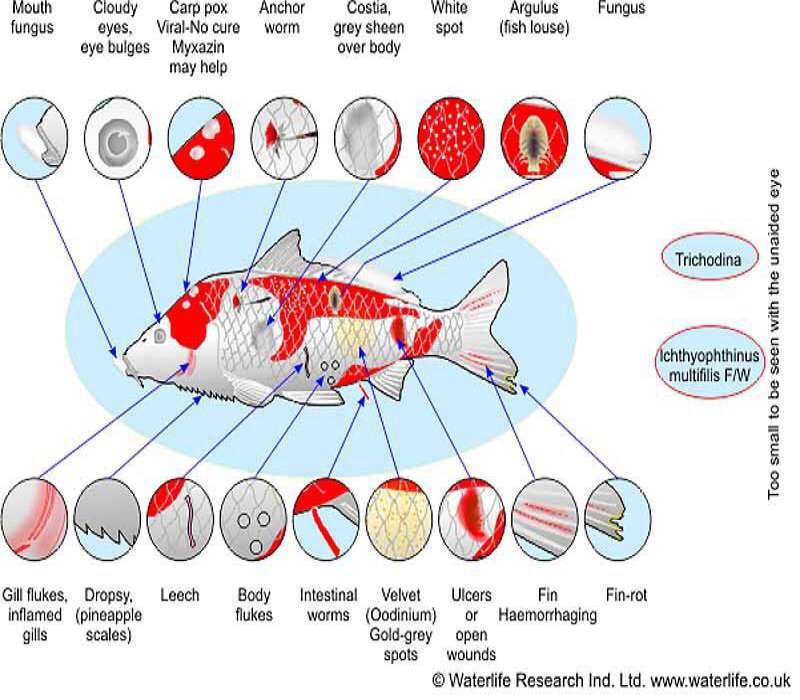 Mouth
fungus
Cloudy
eyes,
eye bulges
Carp pox
Viral-No cure
Myxazin
may help
Anchor
worm
Costia,
grey sheen
over body
White
spot
Argulus
(fish louse)
Fungus
Trichodina
Ichthyophthinus
multifilis F/W
Too small to be seen with the unaided eye
Gill flukes,
inflamed
gills
Dropsy,
(pineapple
scales)
Leech
Body
flukes
Intestinal
worms
Velvet
(Oodinium)
Gold-grey
spots
Ulcers
or
open
wounds
Fin
Haemorrhaging
Fin-rot
© Waterlife Research Ind. Ltd. www.waterlife.co.uk